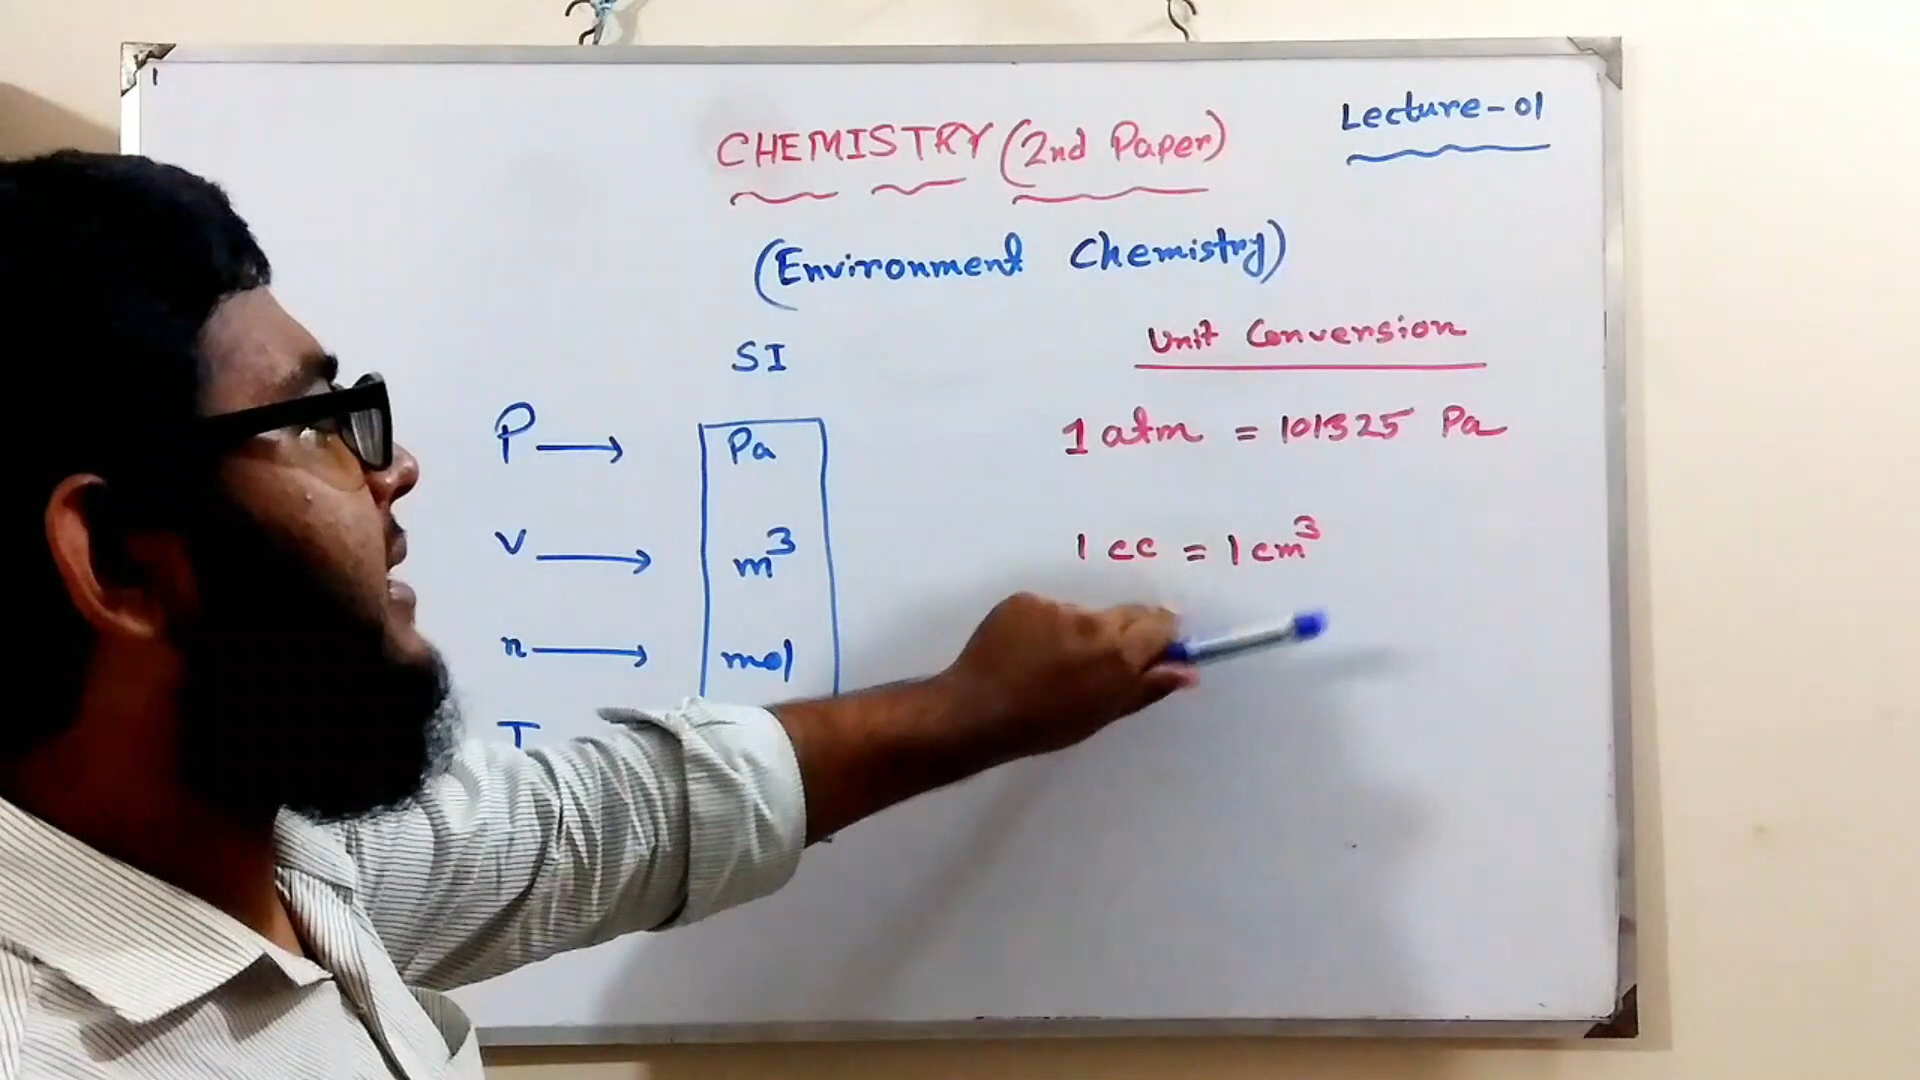 Lecture-01
CHEMISTRY (2nd Paper)
(Environment Chemistry)
SI
P → Pa
V → m³
n → mol
T
Unit Conversion
1 atm = 101325 Pa
1 cc = 1 cm³